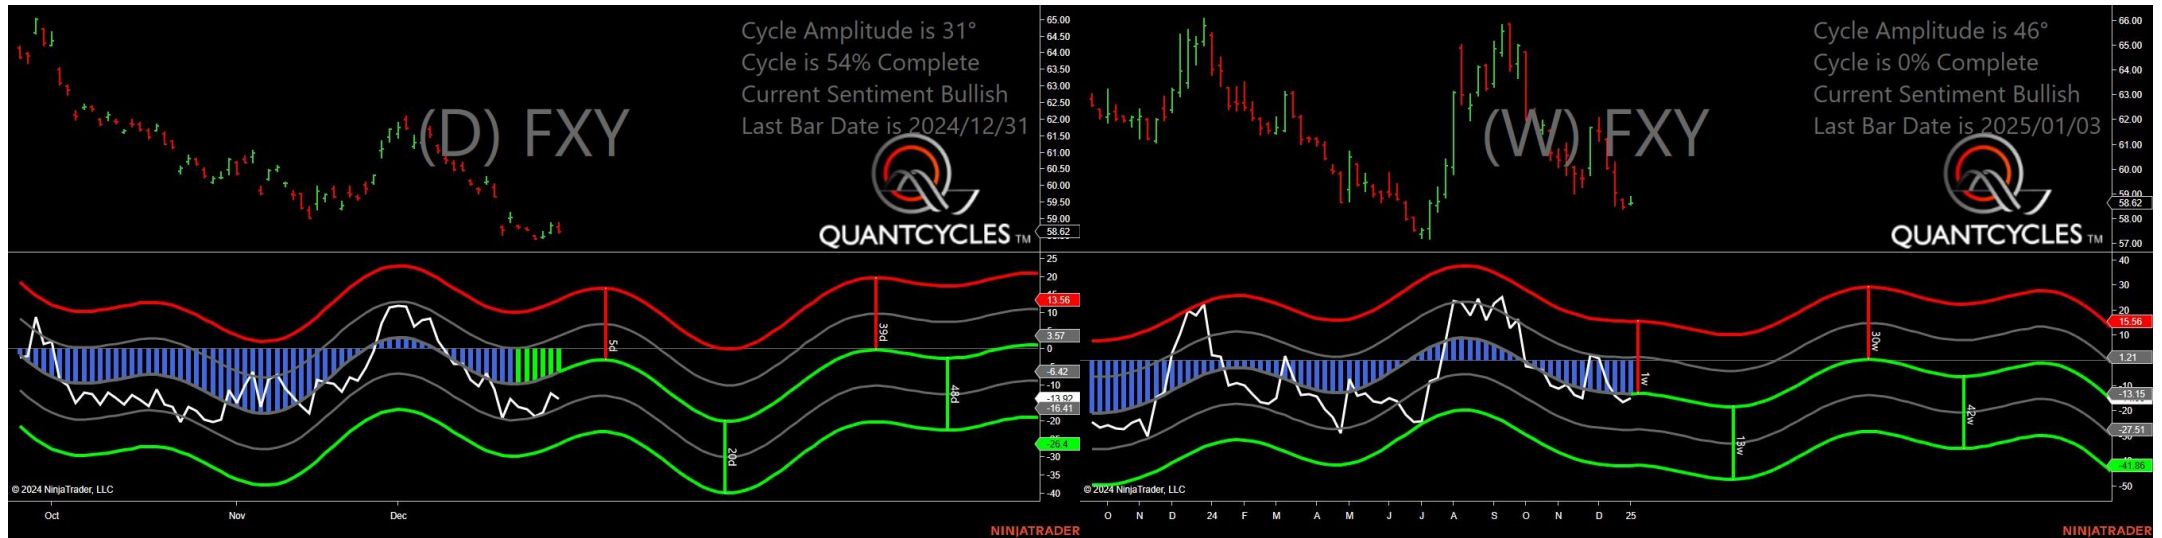 Cycle Amplitude is 31°
Cycle is 54% Complete
Current Sentiment Bullish
Last Bar Date is 2024/12/31
(D) FXY
QUANTCYCLES TM
65.00
64.50
64.00
63.50
63.00
62.50
62.00
61.50
61.00
60.50
60.00
59.50
59.00
58.62
25
20
13.56
10
5
3.57
0
-6.42
-10
-13.92
-16.41
-20
-26.4
-30
-35
-40
5d
20d
39d
48d
© 2024 NinjaTrader, LLC
Oct Nov Dec
NINJATRADER
Cycle Amplitude is 46°
Cycle is 0% Complete
Current Sentiment Bullish
Last Bar Date is 2025/01/03
(W) FXY
QUANTCYCLES TM
66.00
65.00
64.00
63.00
62.00
61.00
60.00
59.00
58.62
58.00
57.00
40
30
20
15.56
10
1.21
-10
-13.15
-20
-27.51
-41.86
-50
1w
13w
30w
42w
© 2024 NinjaTrader, LLC
O N D 24 F M A M J J A S O N D 25
NINJATRADER